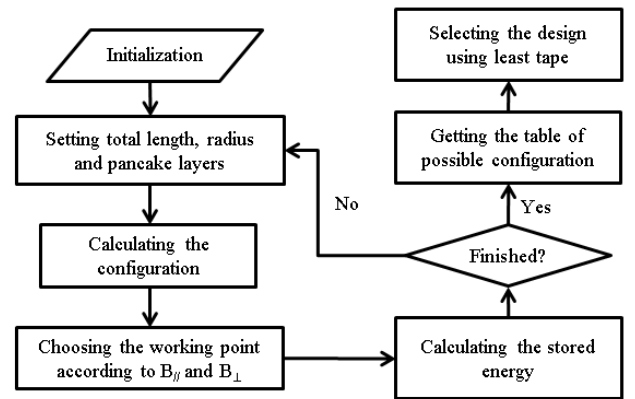 Initialization
Setting total length, radius
and pancake layers
Calculating the
configuration
Choosing the working point
according to B// and B⊥
Calculating the stored
energy
Finished?
No
Yes
Getting the table of
possible configuration
Selecting the design
using least tape